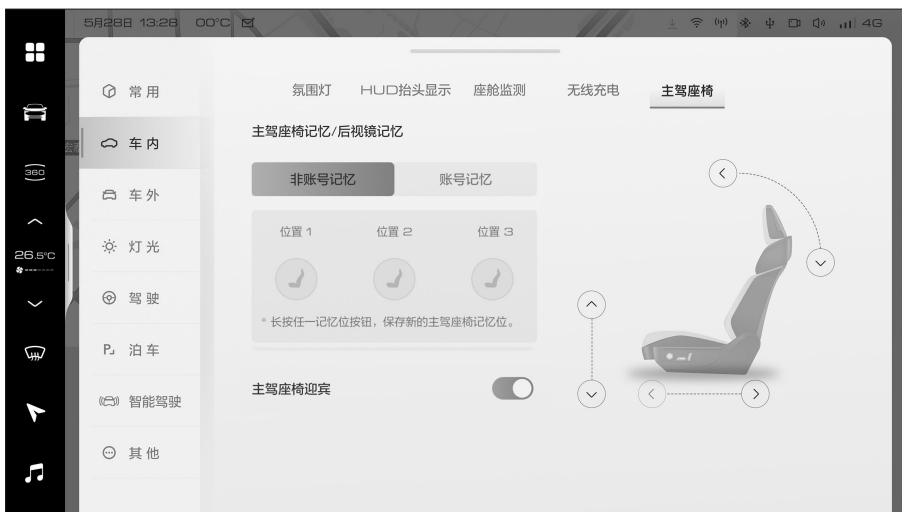 5月28日 13:28 00°C
4G
常用
氛围灯 HUD抬头显示 座舱监测 无线充电 主驾座椅
主驾座椅记忆/后视镜记忆
车内
360
非账号记忆 账号记忆
车外
位置 1 位置 2 位置 3
灯光
26.5°C
驾驶
* 长按任一记忆位按钮，保存新的主驾座椅记忆位。
P 泊车
主驾座椅迎宾
智能驾驶
其他